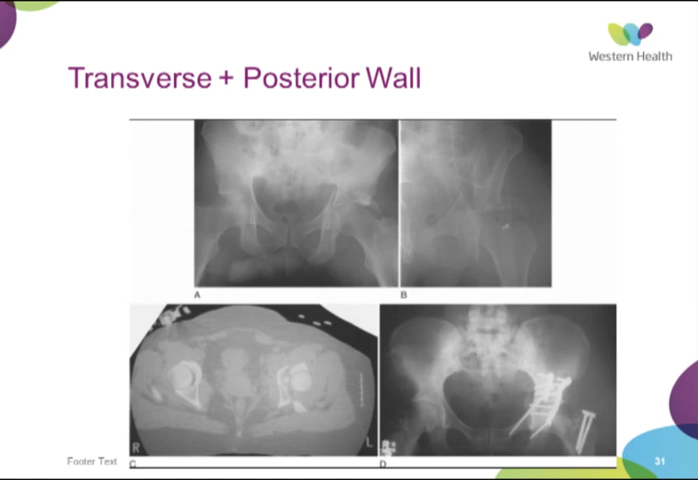 Western Health
Transverse + Posterior Wall
A
B
R
L
Footer Text
C
D
31